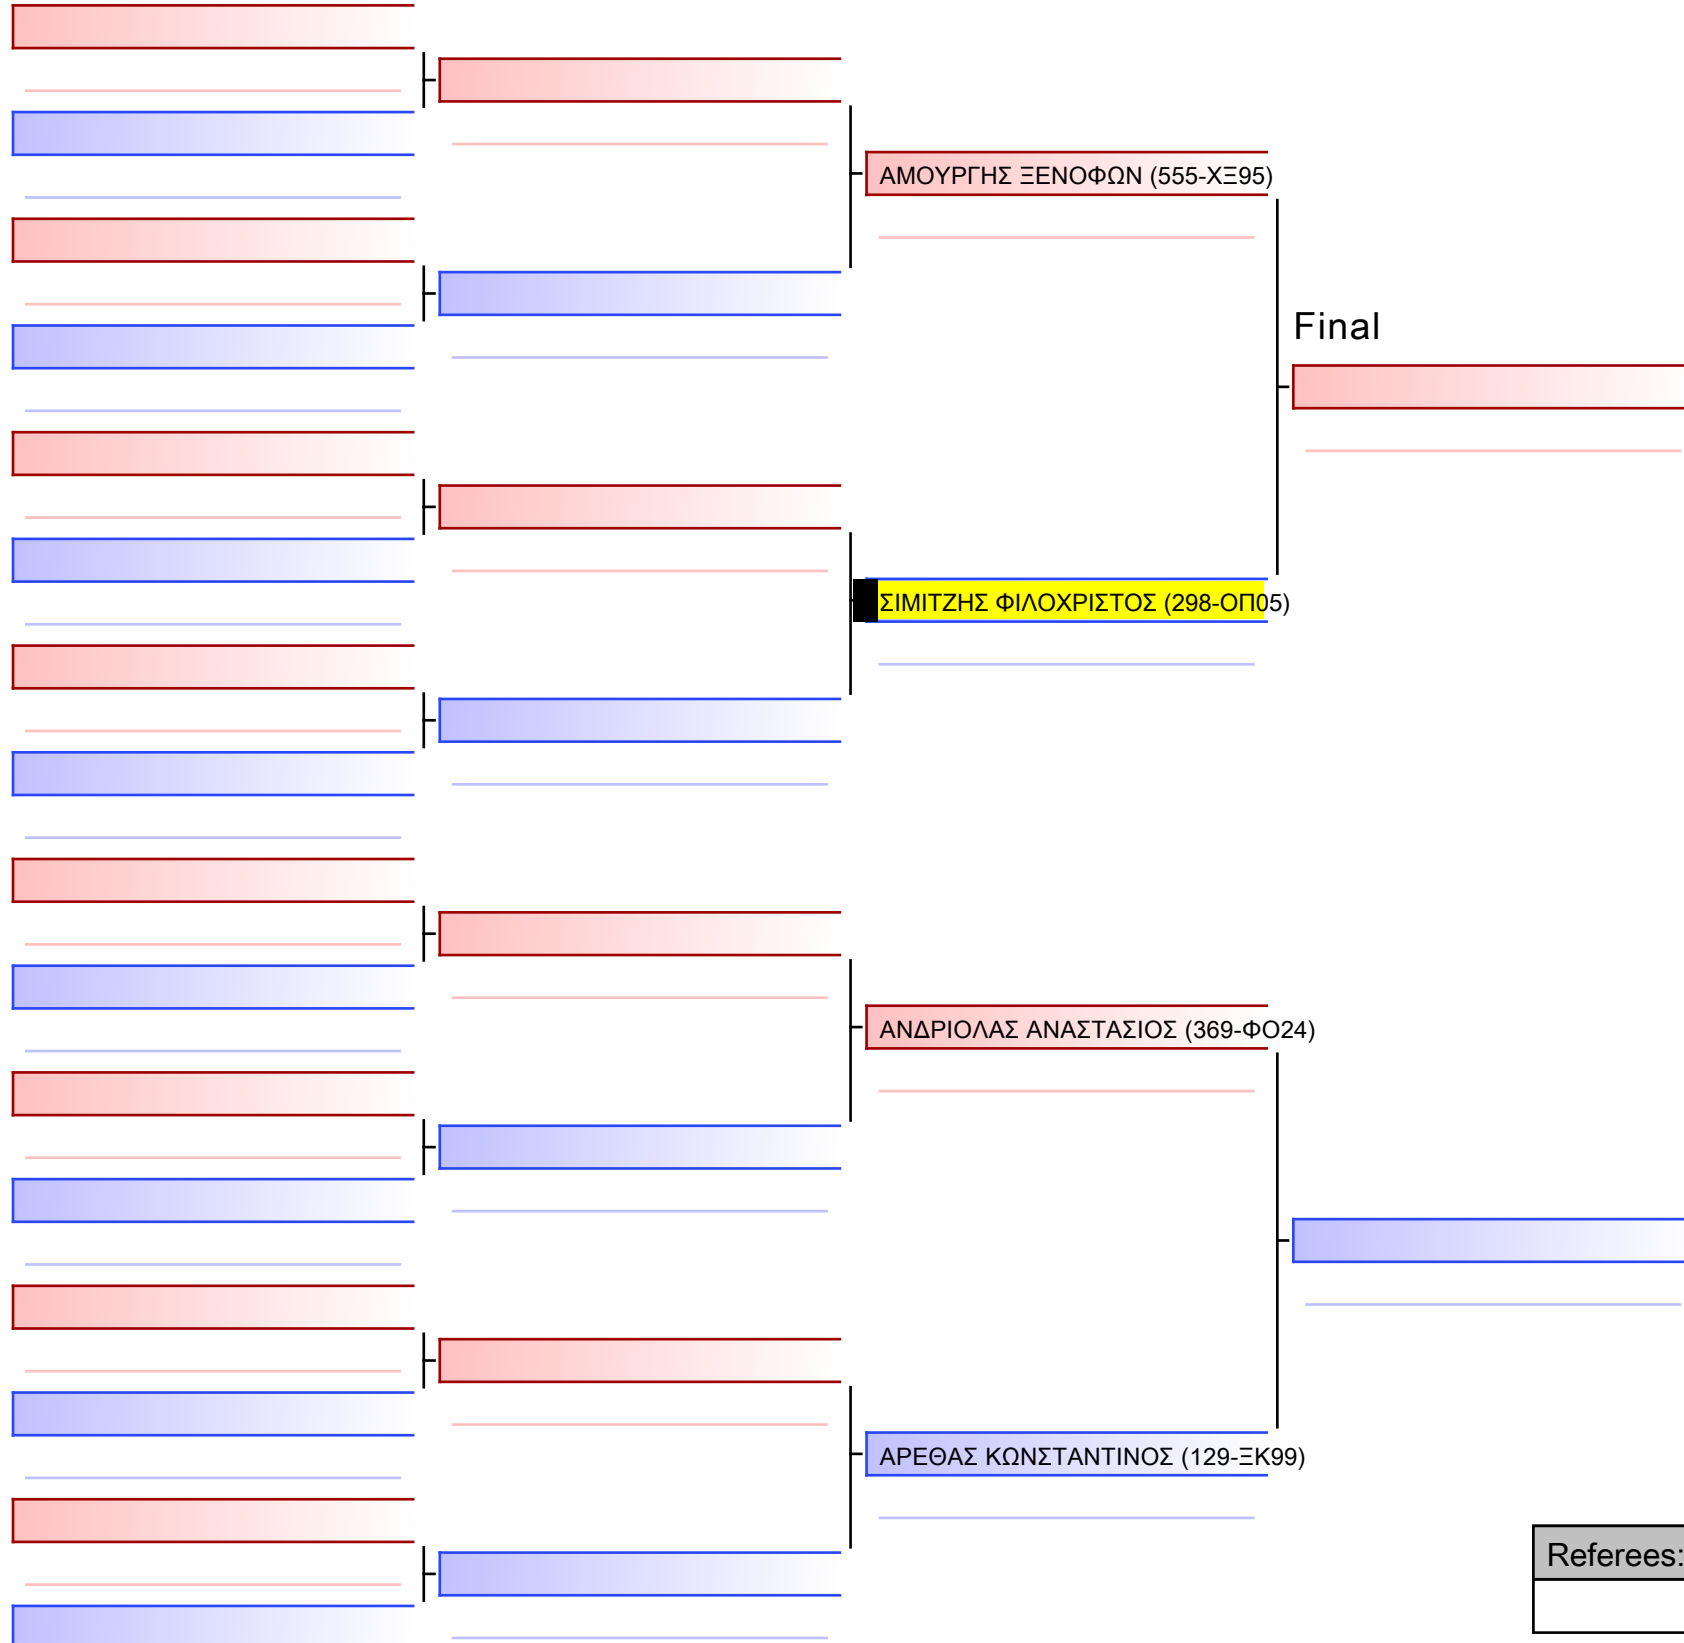 ΑΜΟΥΡΓΗΣ ΞΕΝΟΦΩΝ (555-ΧΞ95)
Final
ΣΙΜΙΤΖΗΣ ΦΙΛΟΧΡΙΣΤΟΣ (298-ΟΠ05)
ΑΝΔΡΙΟΛΑΣ ΑΝΑΣΤΑΣΙΟΣ (369-ΦΟ24)
ΑΡΕΘΑΣ ΚΩΝΣΤΑΝΤΙΝΟΣ (129-ΞΚ99)
Referees: